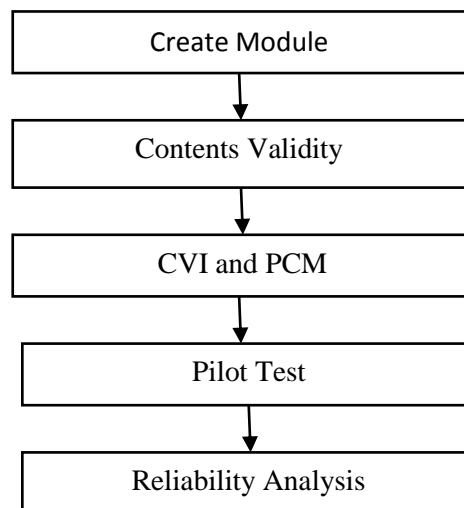 Create Module
Contents Validity
CVI and PCM
Pilot Test
Reliability Analysis